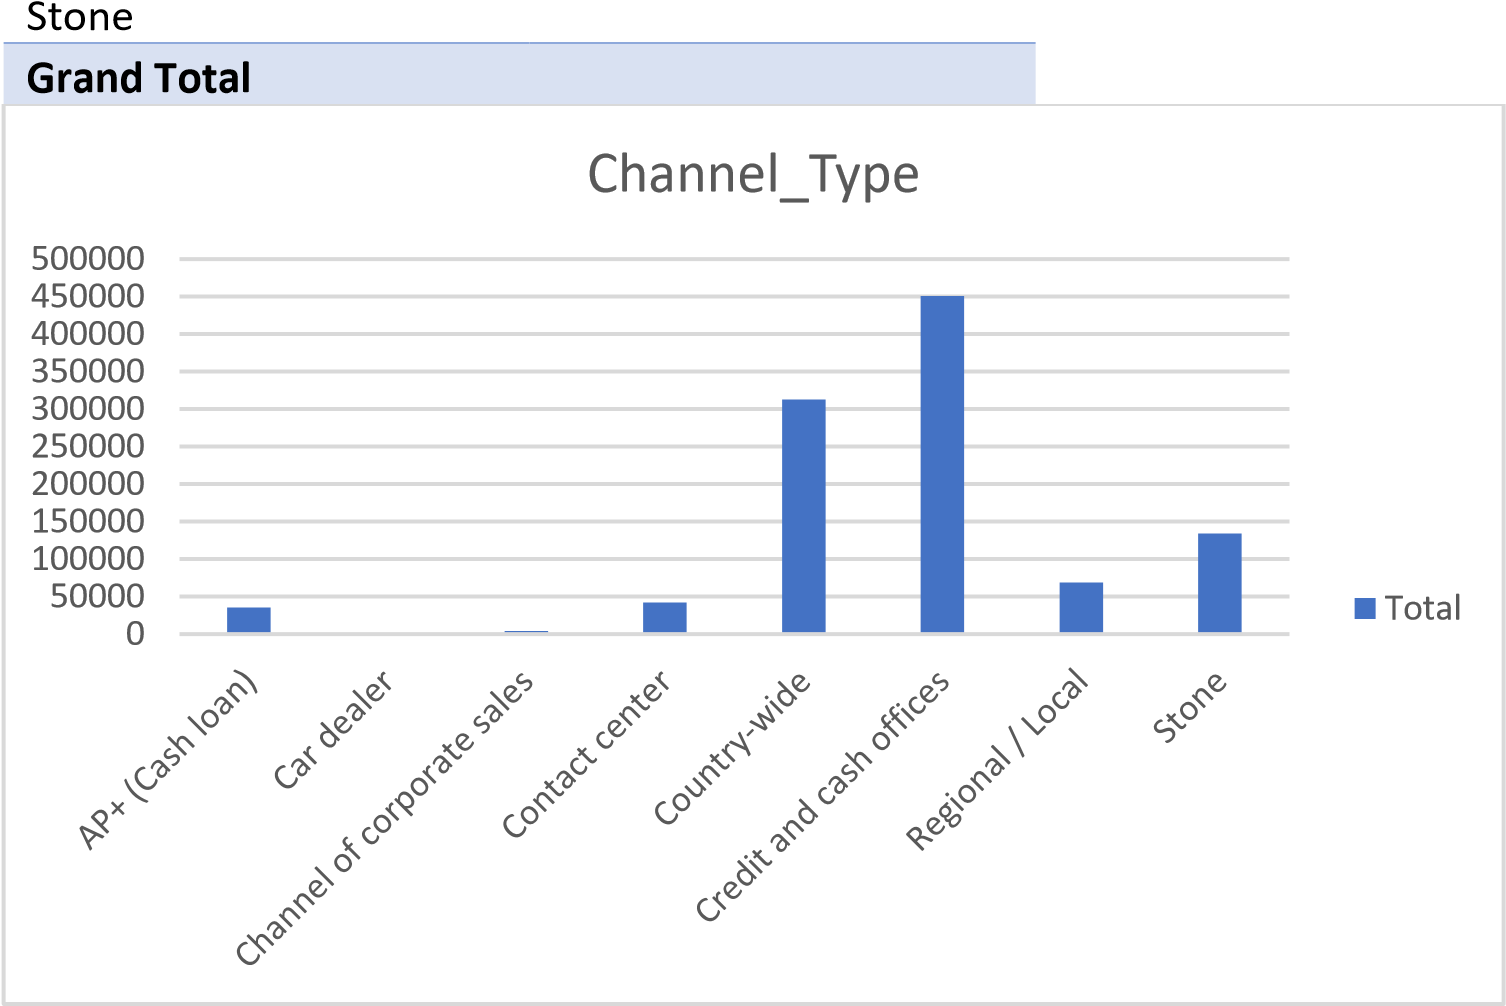 Stone
Grand Total
Channel_Type
500000
450000
400000
350000
300000
250000
200000
150000
100000
50000
0
Total
AP+ (Cash loan)
Car dealer
Channel of corporate sales
Contact center
Country-wide
Credit and cash offices
Regional / Local
Stone